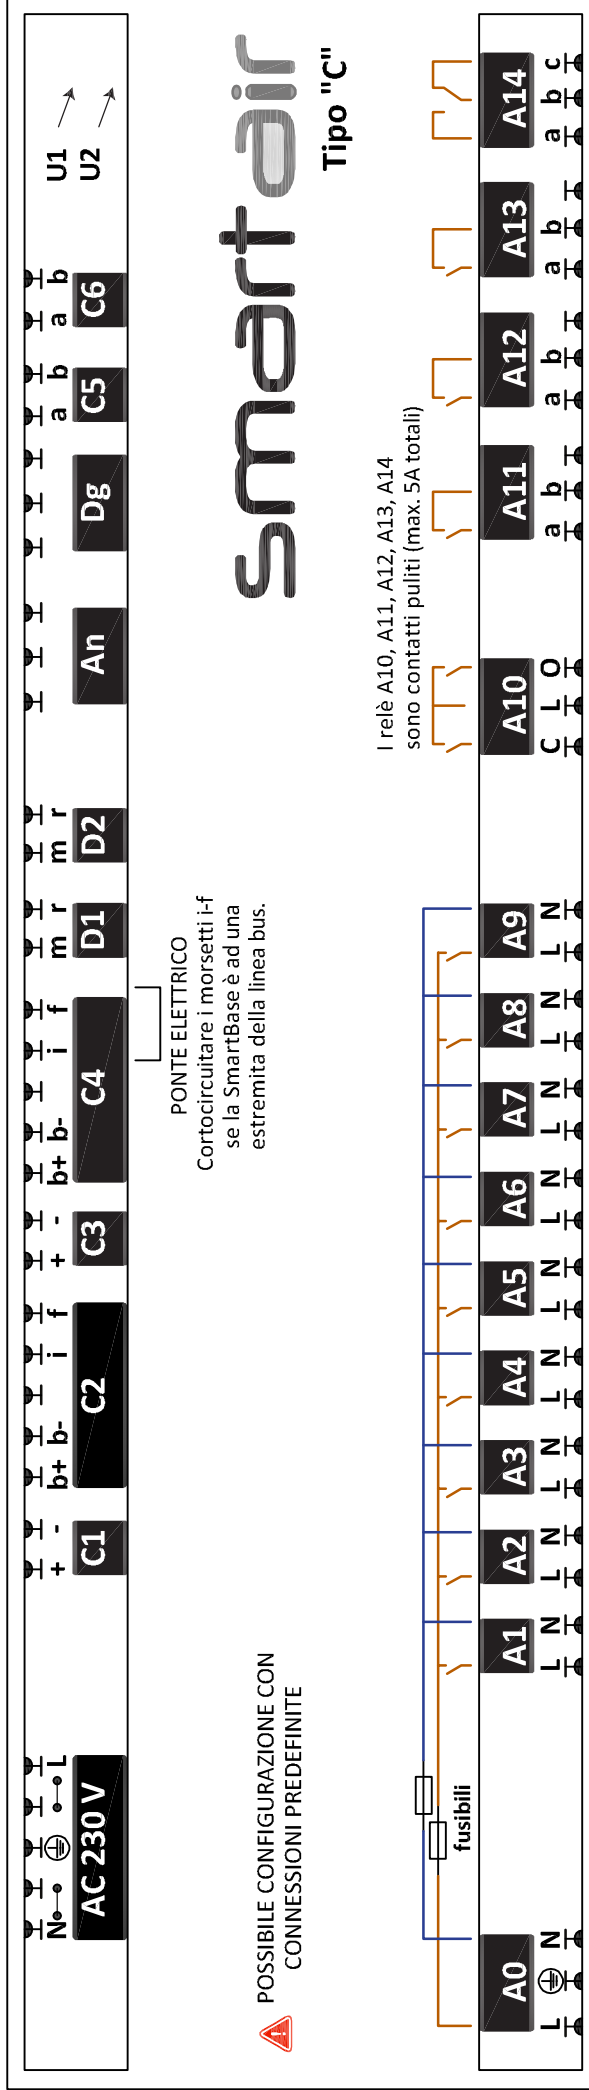 N L
AC 230 V
+ -
C1
b+ b- i f
C2
+ -
C3
b+ b- i f
C4
m r
D1
m r
D2
An
Dg
a b
C5
a b
C6
U1
U2
PONTE ELETTRICO
Cortocircuitare i morsetti i-f
se la SmartBase è ad una
estremita della linea bus.
smartair
Tipo "C"
POSSIBILE CONFIGURAZIONE CON
CONNESSIONI PREDEFINITE
I relè A10, A11, A12, A13, A14
sono contatti puliti (max. 5A totali)
fusibili
A0
L N
A1
L N
A2
L N
A3
L N
A4
L N
A5
L N
A6
L N
A7
L N
A8
L N
A9
L N
A10
C L O
A11
a b
A12
a b
A13
a b
A14
a b c